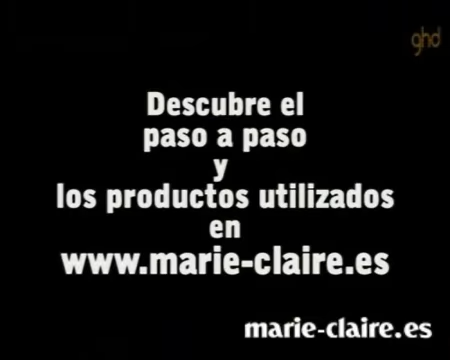 ghd
Descubre el
paso a paso
y
los productos utilizados
en
www.marie-claire.es
marie-claire.es